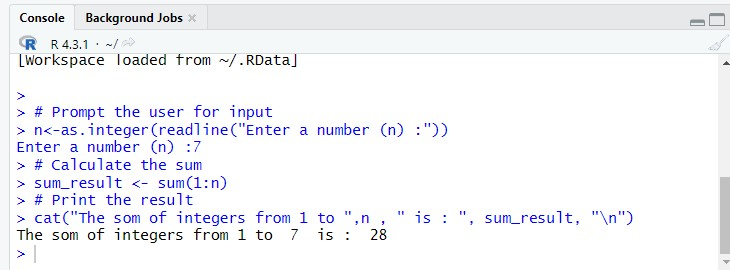 Console Background Jobs ×
R R 4.3.1 · ~/
[Workspace loaded from ~/.RData]
>
> # Prompt the user for input
> n<-as.integer(readline("Enter a number (n) :"))
Enter a number (n) :7
> # Calculate the sum
> sum_result <- sum(1:n)
> # Print the result
> cat("The som of integers from 1 to ",n , " is : ", sum_result, "\n")
The som of integers from 1 to  7  is :  28
>